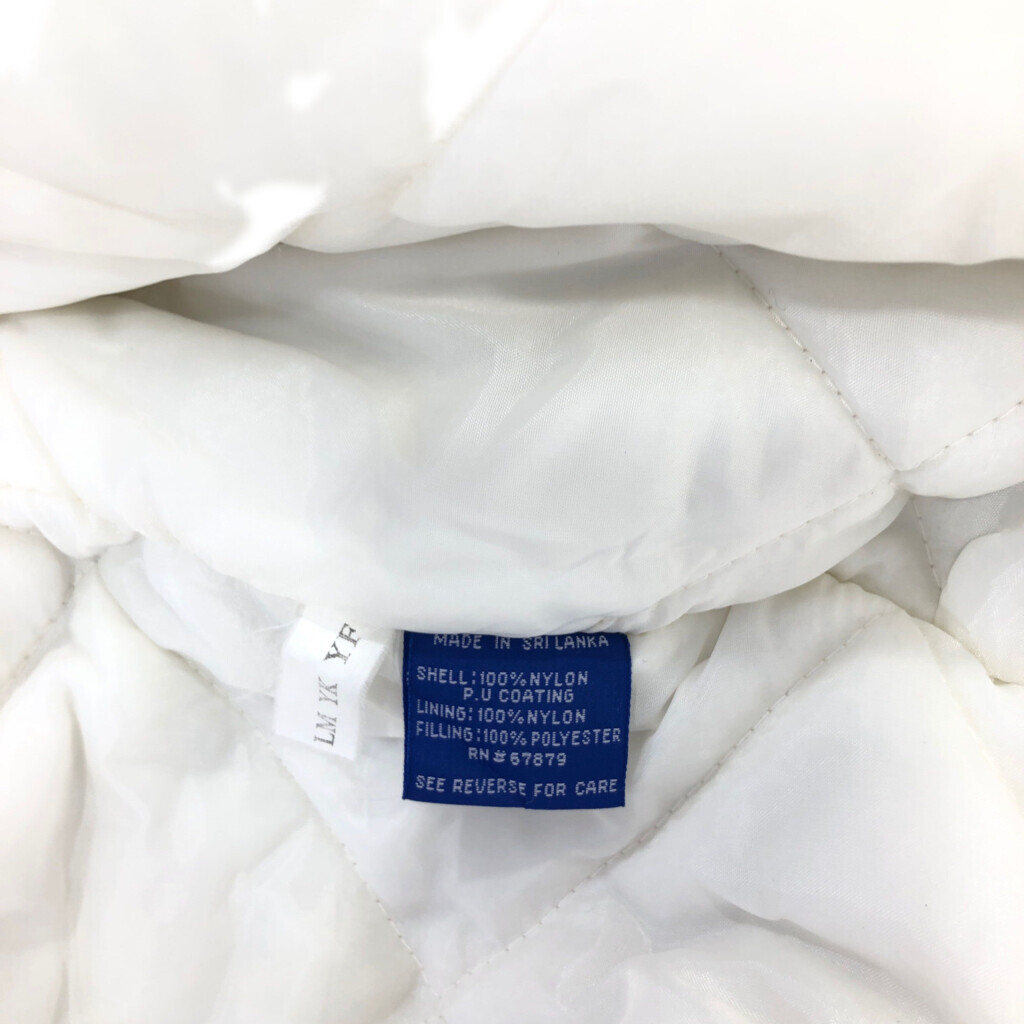 MADE IN SRI LANKA
SHELL:100%NYLON
P.U COATING
LINING:100%NYLON
FILLING:100%POLYESTER
RN#67879
SEE REVERSE FOR CARE
LM YK YF